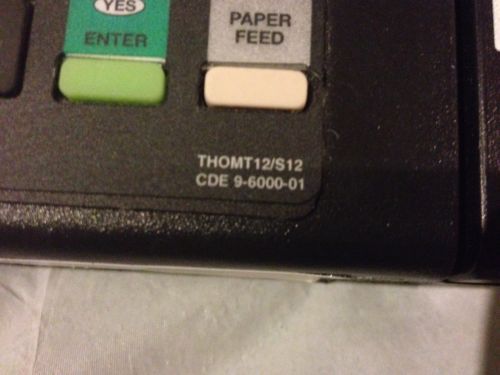 YES
ENTER
PAPER
FEED
THOMT12/S12
CDE 9-6000-01